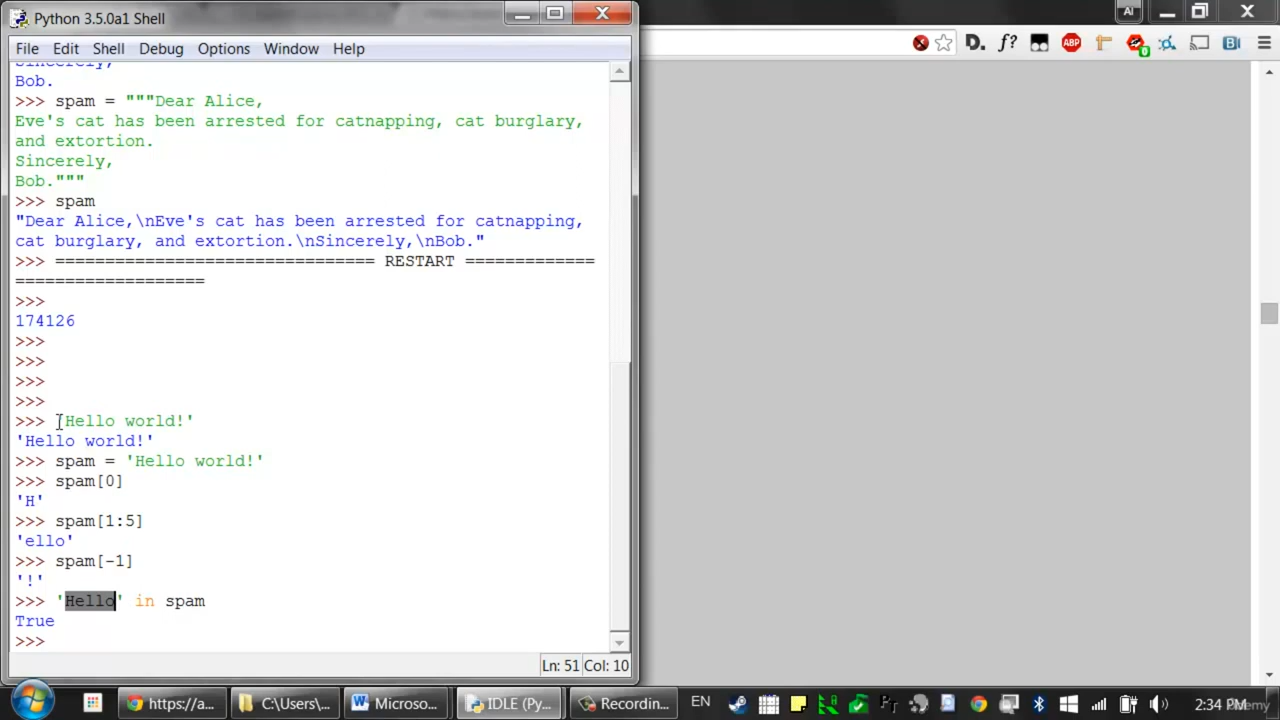 Python 3.5.0a1 Shell
File Edit Shell Debug Options Window Help
Sincerely,
Bob.
>>> spam = """Dear Alice,
Eve's cat has been arrested for catnapping, cat burglary,
and extortion.
Sincerely,
Bob."""
>>> spam
"Dear Alice,\nEve's cat has been arrested for catnapping,
cat burglary, and extortion.\nSincerely,\nBob."
>>> ================================ RESTART =============
===================
>>>
174126
>>>
>>>
>>>
>>>
>>> 'Hello world!'
'Hello world!'
>>> spam = 'Hello world!'
>>> spam[0]
'H'
>>> spam[1:5]
'ello'
>>> spam[-1]
'!'
>>> 'Hello' in spam
True
>>>
Ln: 51 Col: 10
AI
D. f? ABP 0 B
https://a... C:\Users\... Microso... IDLE (Py... Recordin... EN 2:34 PM
Udemy